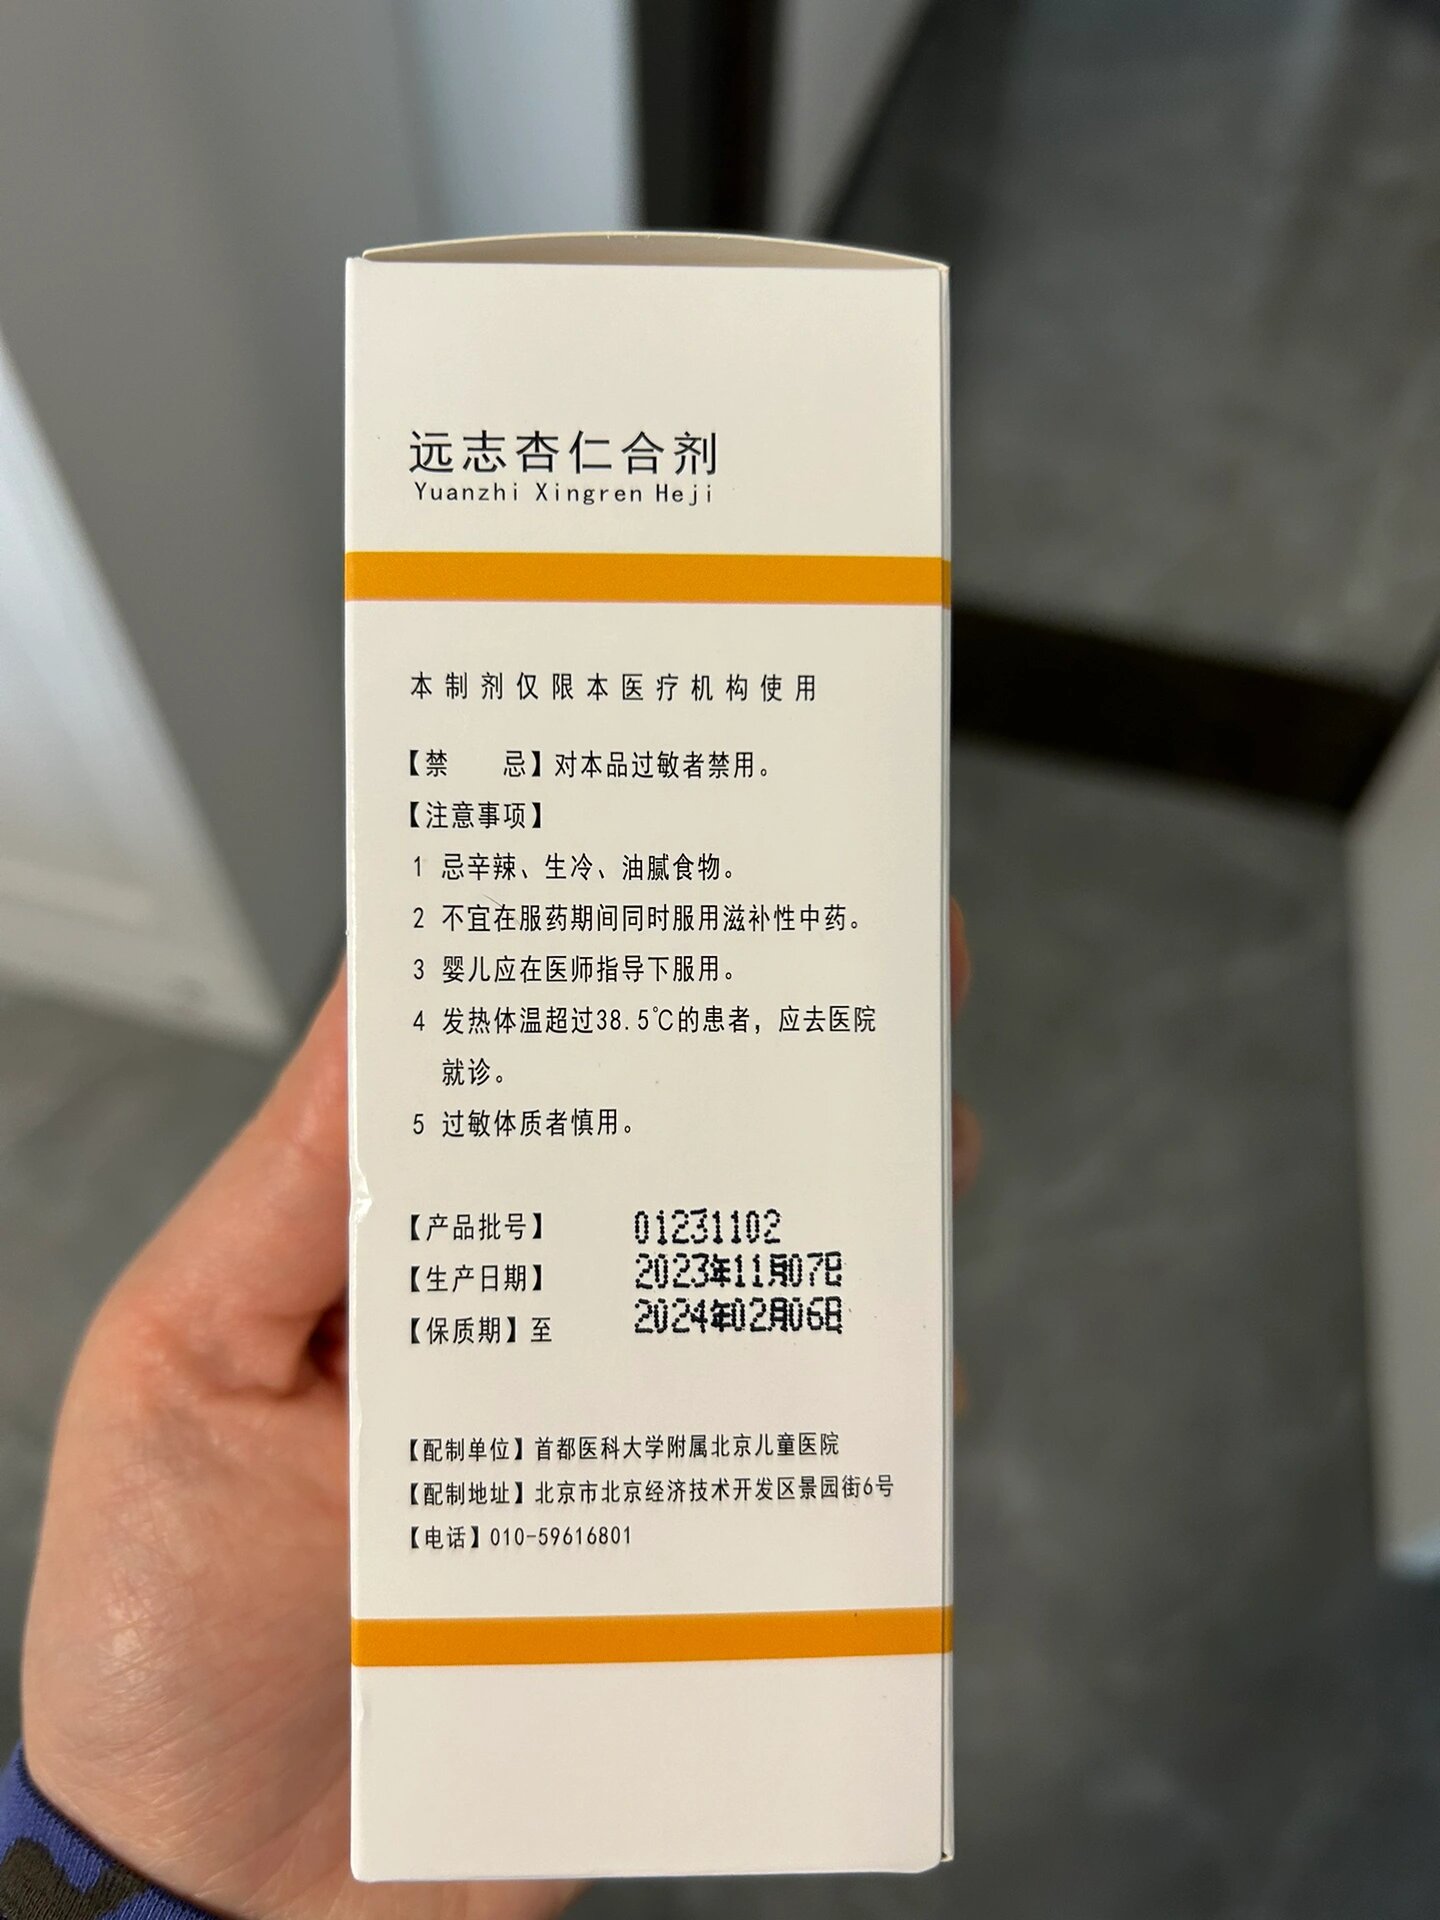 远志杏仁合剂
Yuanzhi Xingren Heji
本制剂仅限本医疗机构使用
【禁　　忌】对本品过敏者禁用。
【注意事项】
1 忌辛辣、生冷、油腻食物。
2 不宜在服药期间同时服用滋补性中药。
3 婴儿应在医师指导下服用。
4 发热体温超过38.5℃的患者，应去医院
就诊。
5 过敏体质者慎用。
【产品批号】 01231102
【生产日期】 2023年11月07日
【保质期】至 2024年02月06日
【配制单位】首都医科大学附属北京儿童医院
【配制地址】北京市北京经济技术开发区景园街6号
【电话】010-59616801